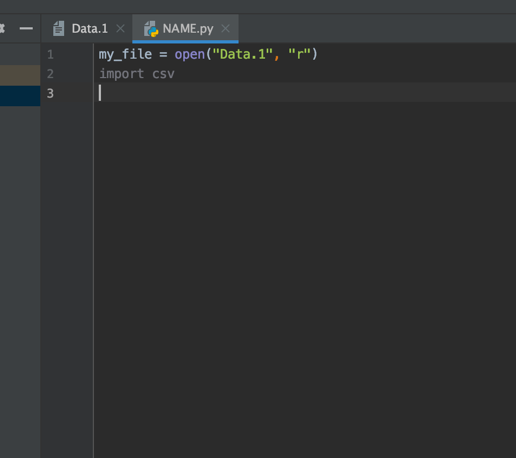 Data.1 NAME.py
1 my_file = open("Data.1", "r")
2 import csv
3